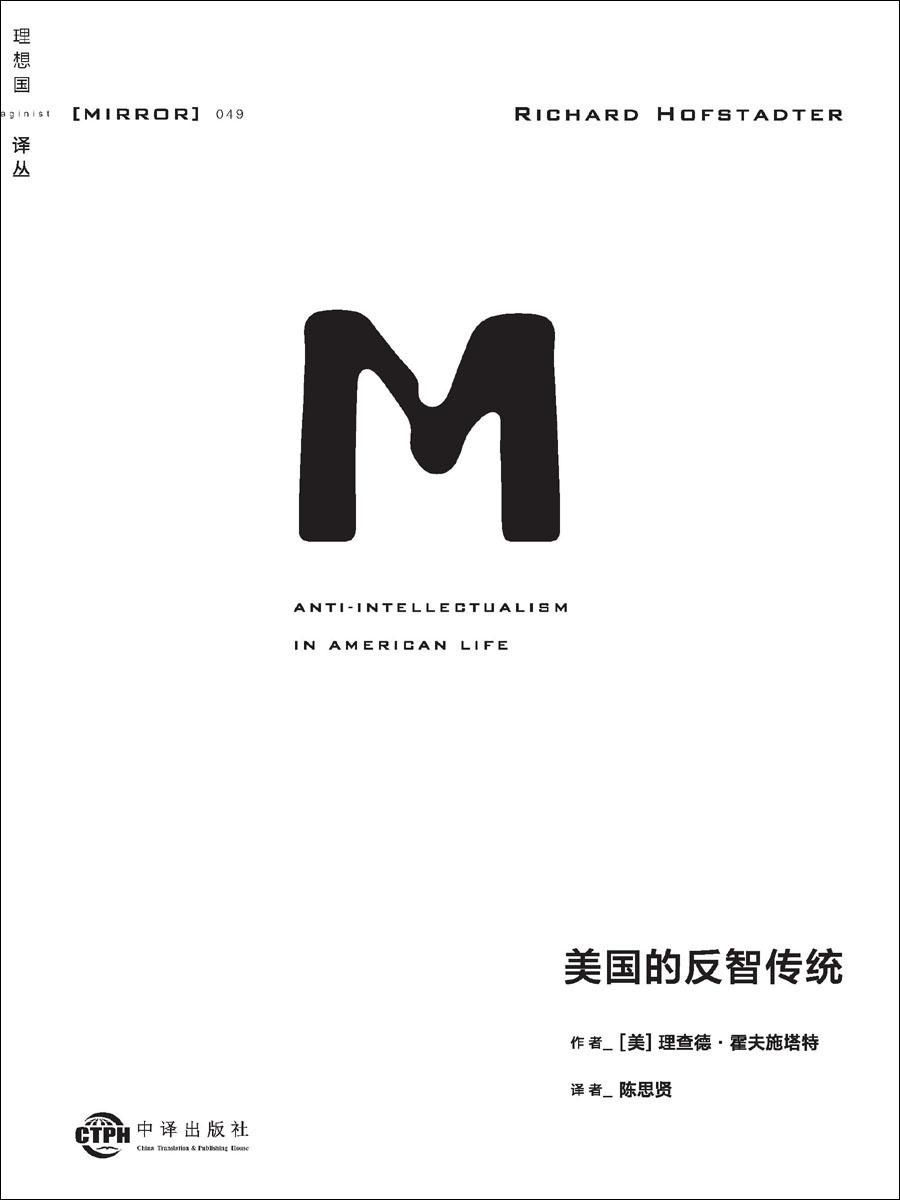 理想国
aginist
译丛
[MIRROR] 049
RICHARD HOFSTADTER
M
ANTI-INTELLECTUALISM
IN AMERICAN LIFE
美国的反智传统
作者_ [美] 理查德·霍夫施塔特
译者_ 陈思贤
CTPH 中译出版社
China Translation & Publishing House